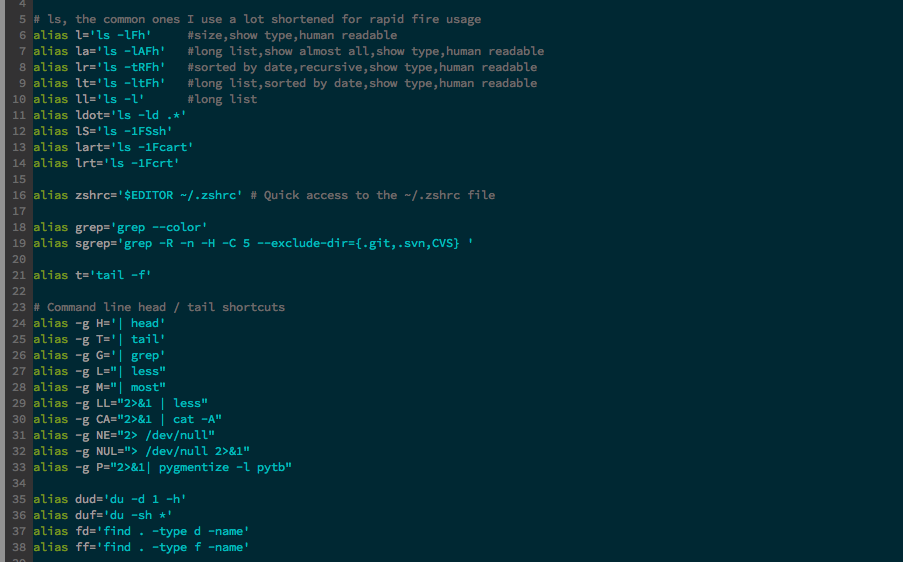 4
5 # ls, the common ones I use a lot shortened for rapid fire usage
6 alias l='ls -lFh'     #size,show type,human readable
7 alias la='ls -lAFh'   #long list,show almost all,show type,human readable
8 alias lr='ls -tRFh'   #sorted by date,recursive,show type,human readable
9 alias lt='ls -ltFh'   #long list,sorted by date,show type,human readable
10 alias ll='ls -l'      #long list
11 alias ldot='ls -ld .*'
12 alias lS='ls -1FSsh'
13 alias lart='ls -1Fcart'
14 alias lrt='ls -1Fcrt'
15
16 alias zshrc='$EDITOR ~/.zshrc' # Quick access to the ~/.zshrc file
17
18 alias grep='grep --color'
19 alias sgrep='grep -R -n -H -C 5 --exclude-dir={.git,.svn,CVS} '
20
21 alias t='tail -f'
22
23 # Command line head / tail shortcuts
24 alias -g H='| head'
25 alias -g T='| tail'
26 alias -g G='| grep'
27 alias -g L="| less"
28 alias -g M="| most"
29 alias -g LL="2>&1 | less"
30 alias -g CA="2>&1 | cat -A"
31 alias -g NE="2> /dev/null"
32 alias -g NUL="> /dev/null 2>&1"
33 alias -g P="2>&1| pygmentize -l pytb"
34
35 alias dud='du -d 1 -h'
36 alias duf='du -sh *'
37 alias fd='find . -type d -name'
38 alias ff='find . -type f -name'